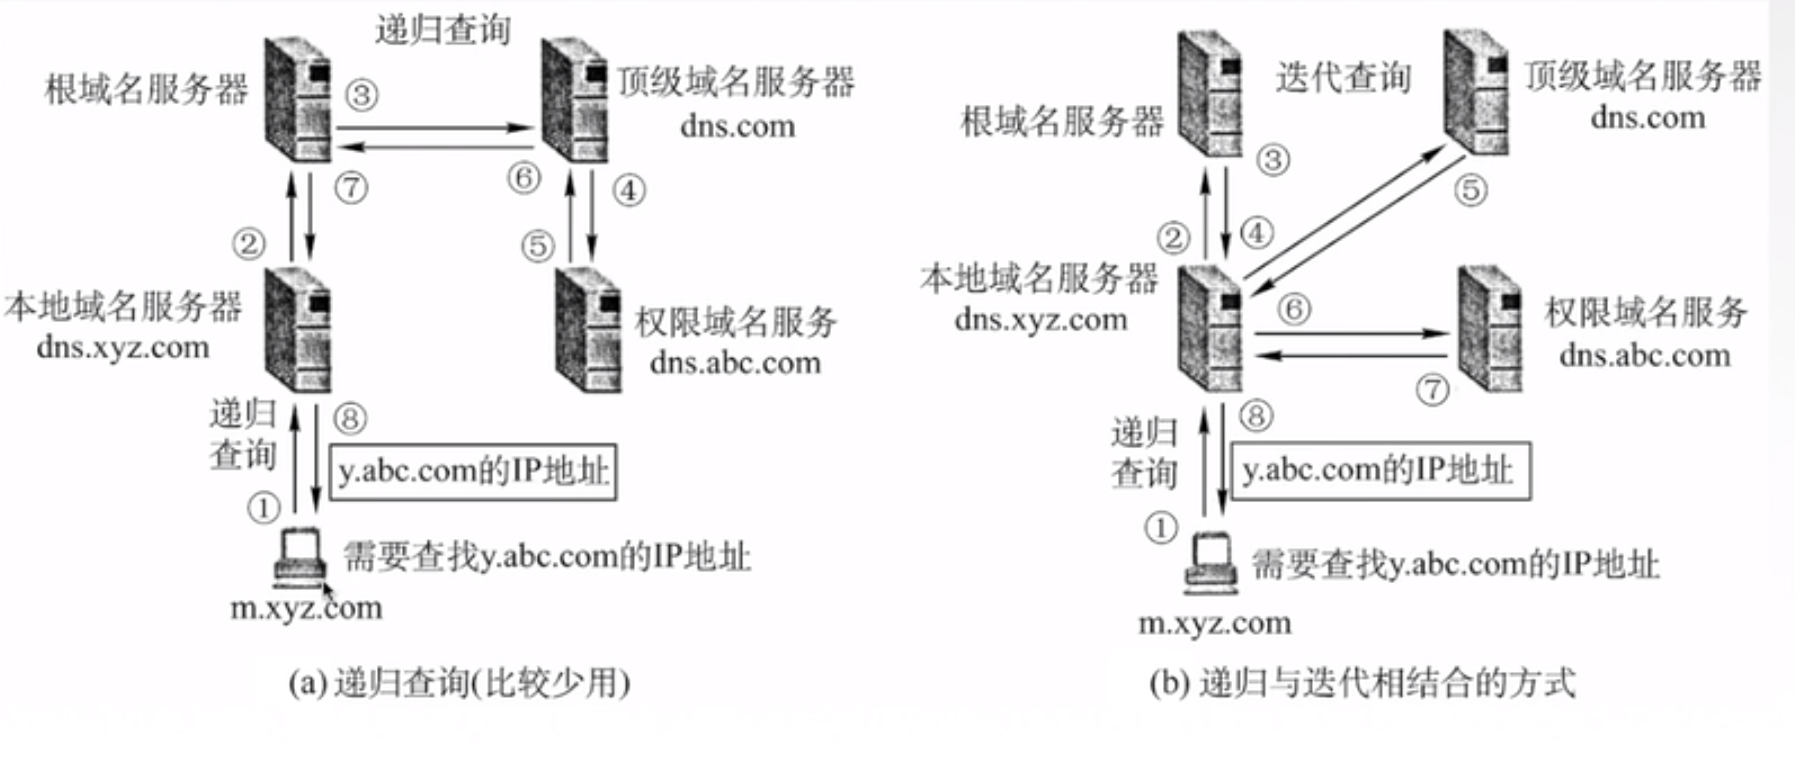 递归查询
根域名服务器
③
顶级域名服务器
dns.com
⑥
⑦
④
②
⑤
本地域名服务器
dns.xyz.com
权限域名服务
dns.abc.com
递归
查询
⑧
y.abc.com的IP地址
①
需要查找y.abc.com的IP地址
m.xyz.com
(a) 递归查询(比较少用)
迭代查询
根域名服务器
顶级域名服务器
dns.com
③
⑤
②
④
本地域名服务器
dns.xyz.com
⑥
权限域名服务
dns.abc.com
⑦
递归
查询
⑧
y.abc.com的IP地址
①
需要查找y.abc.com的IP地址
m.xyz.com
(b) 递归与迭代相结合的方式